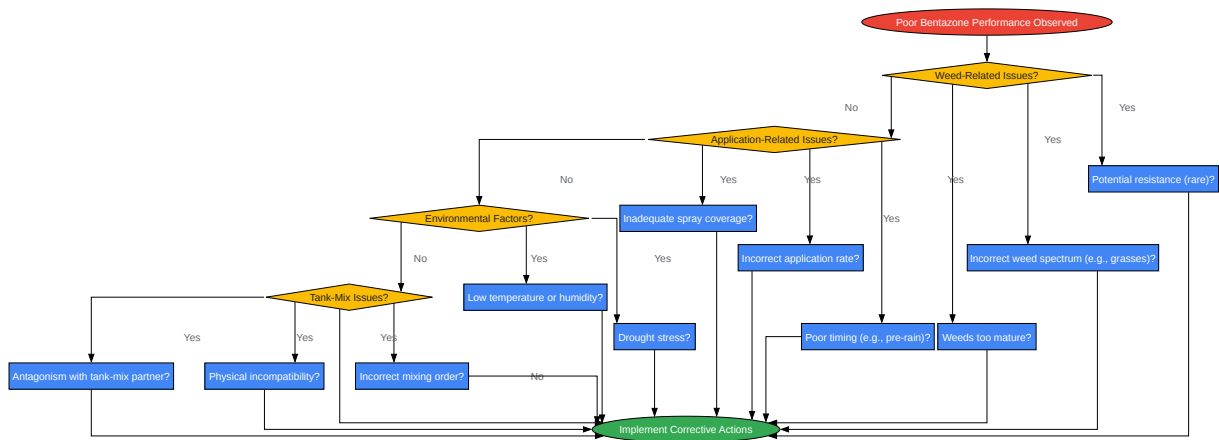 Poor Bentazone Performance Observed
Weed-Related Issues?
No
Yes
Application-Related Issues?
Yes
No
Yes
Yes
Yes
Potential resistance (rare)?
Environmental Factors?
Inadequate spray coverage?
Yes
No
Yes
Yes
Incorrect application rate?
Incorrect weed spectrum (e.g., grasses)?
Tank-Mix Issues?
Low temperature or humidity?
Yes
Yes
Yes
Drought stress?
Poor timing (e.g., pre-rain)?
Weeds too mature?
Antagonism with tank-mix partner?
Physical incompatibility?
Incorrect mixing order?
No
Implement Corrective Actions